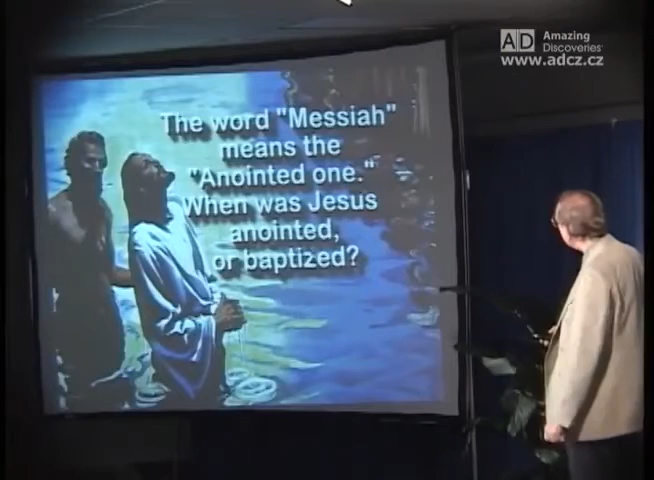 AD Amazing
Discoveries
www.adcz.cz
The word "Messiah"
means the
"Anointed one."
When was Jesus
anointed,
or baptized?